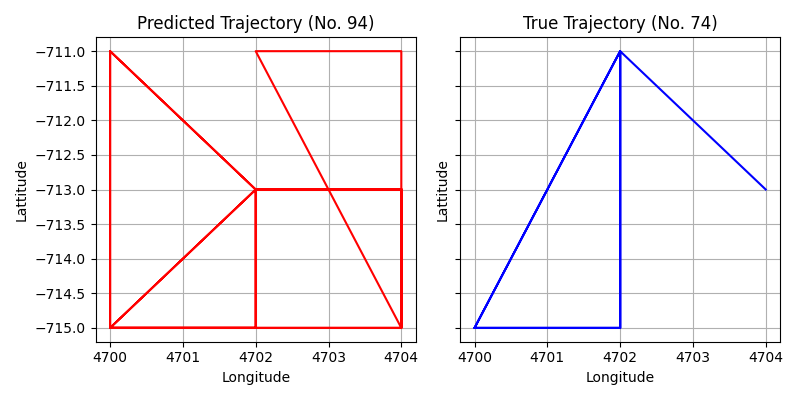 Predicted Trajectory (No. 94)
True Trajectory (No. 74)
−711.0
−711.5
−712.0
−712.5
−713.0
−713.5
−714.0
−714.5
−715.0
Lattitude
Lattitude
4700 4701 4702 4703 4704
4700 4701 4702 4703 4704
Longitude
Longitude